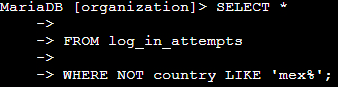 MariaDB [organization]> SELECT *
->
-> FROM log_in_attempts
->
-> WHERE NOT country LIKE 'mex%';